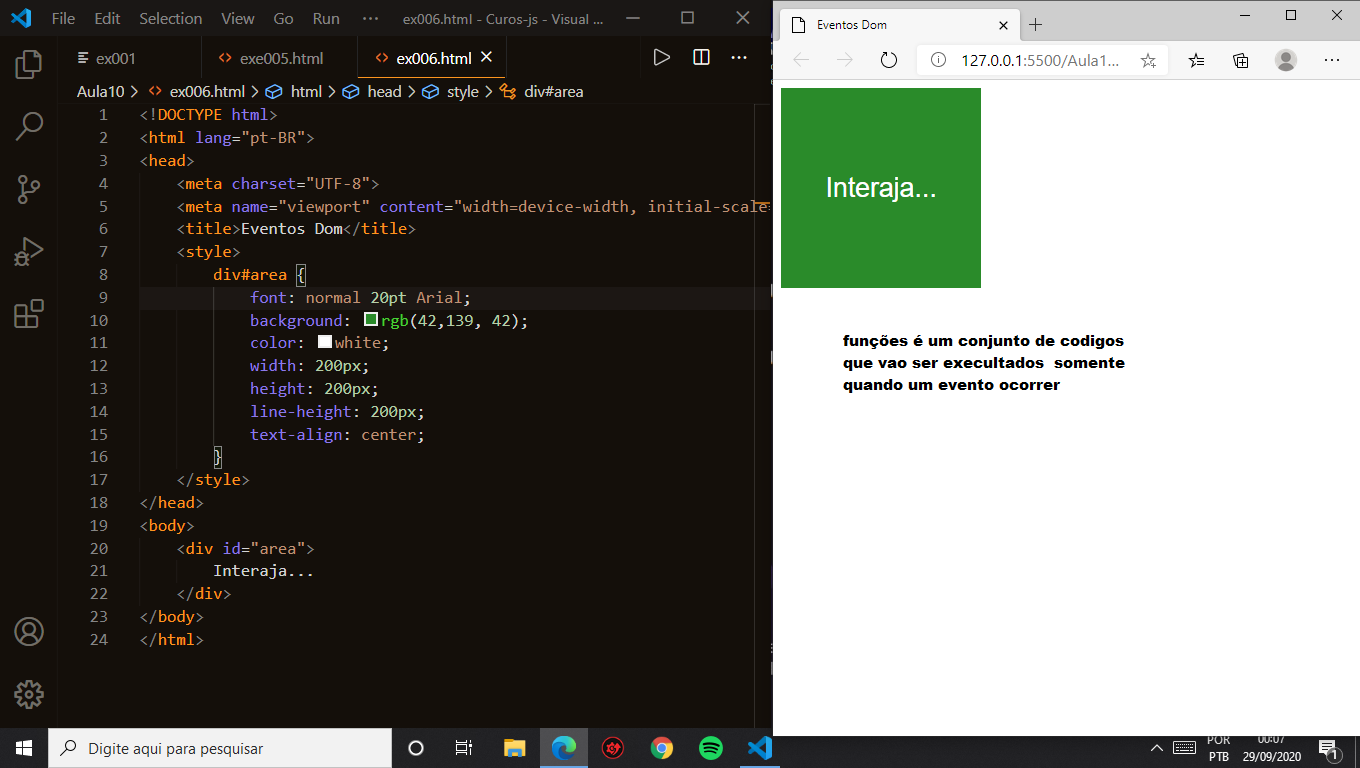 File Edit Selection View Go Run ··· ex006.html - Curos-js - Visual ...
ex001 exe005.html ex006.html
Aula10 > ex006.html > html > head > style > div#area
1 <!DOCTYPE html>
2 <html lang="pt-BR">
3 <head>
4 <meta charset="UTF-8">
5 <meta name="viewport" content="width=device-width, initial-scale=
6 <title>Eventos Dom</title>
7 <style>
8 div#area {
9 font: normal 20pt Arial;
10 background: rgb(42,139, 42);
11 color: white;
12 width: 200px;
13 height: 200px;
14 line-height: 200px;
15 text-align: center;
16 }
17 </style>
18 </head>
19 <body>
20 <div id="area">
21 Interaja...
22 </div>
23 </body>
24 </html>
Eventos Dom
127.0.0.1:5500/Aula1...
Interaja...
funções é um conjunto de codigos
que vao ser execultados  somente
quando um evento ocorrer
Digite aqui para pesquisar
POR
PTB
00:07
29/09/2020
1